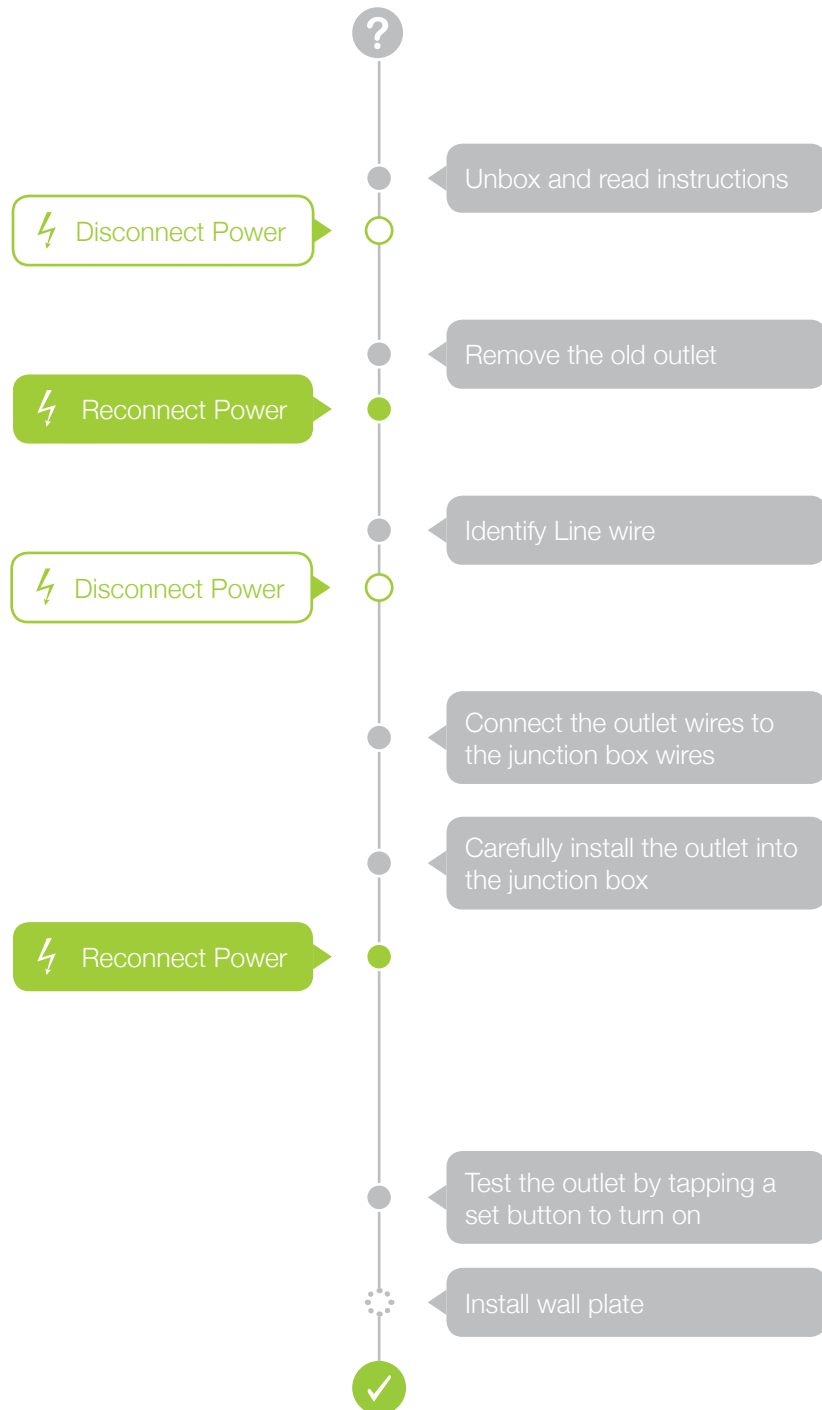 ?
Unbox and read instructions
Disconnect Power
Remove the old outlet
Reconnect Power
Identify Line wire
Disconnect Power
Connect the outlet wires to
the junction box wires
Carefully install the outlet into
the junction box
Reconnect Power
Test the outlet by tapping a
set button to turn on
Install wall plate